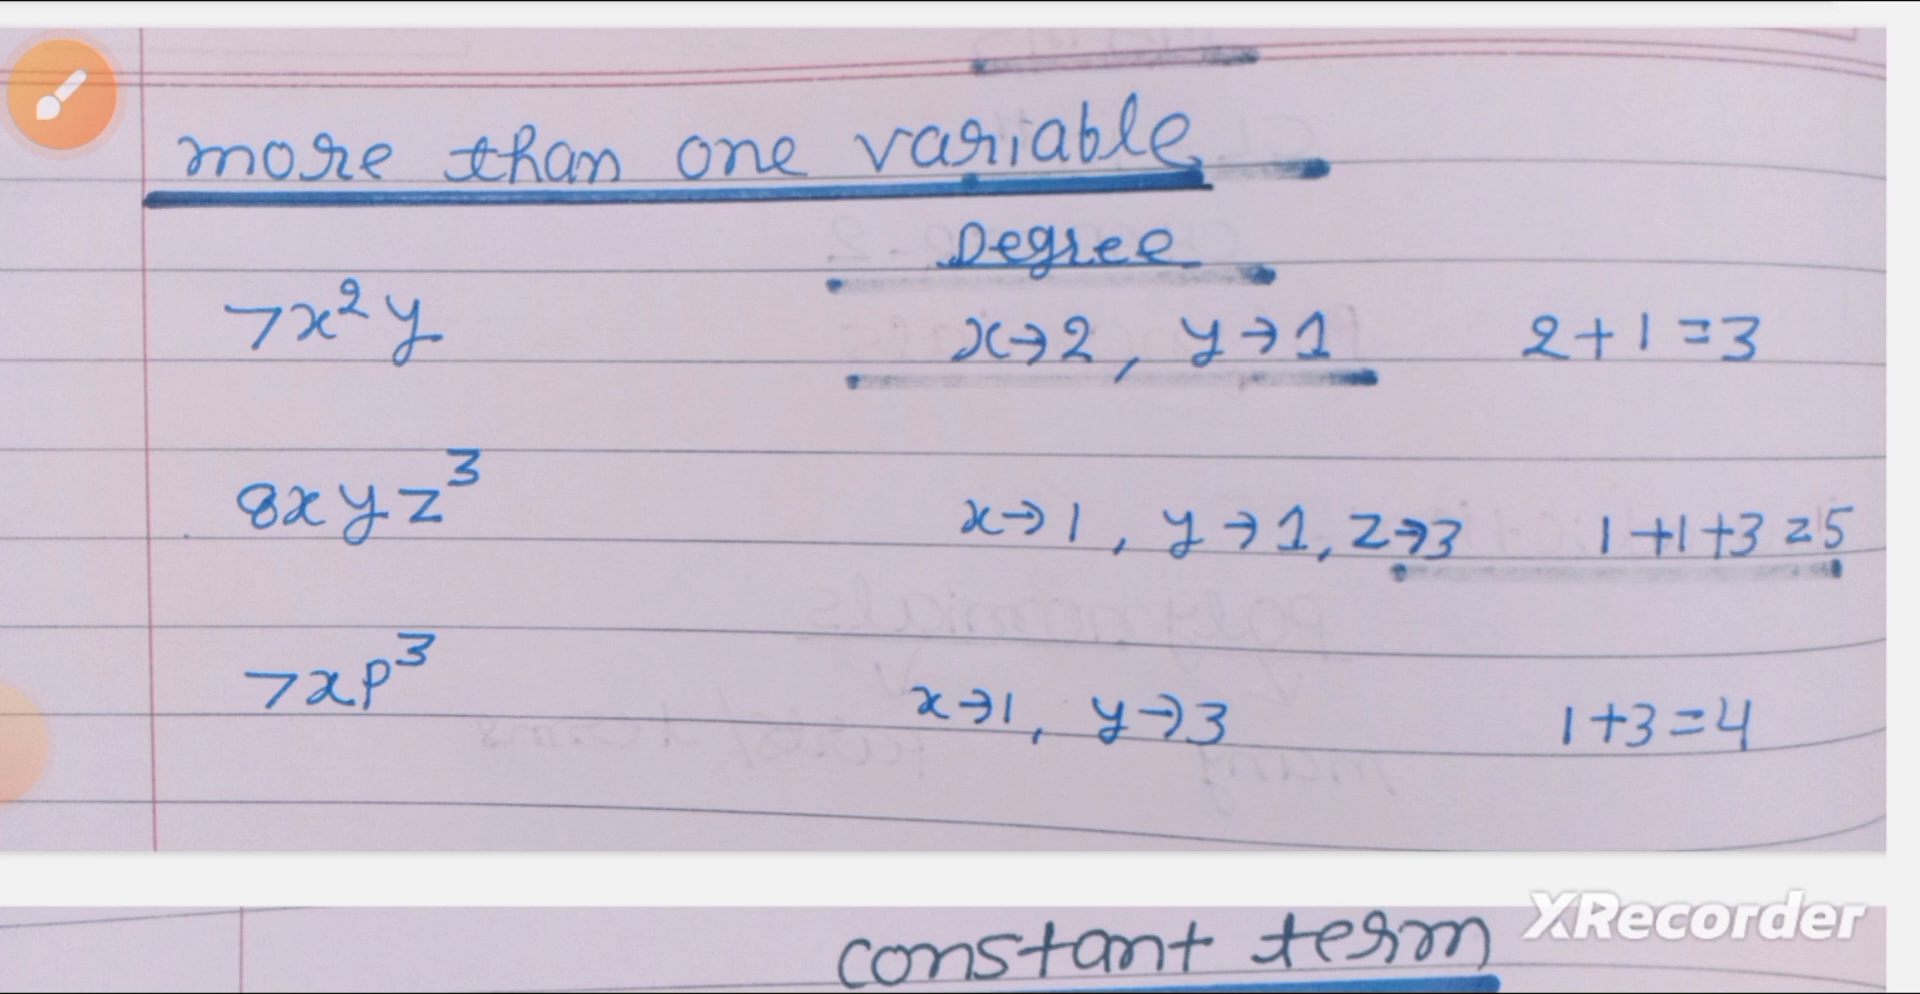 more than one variable
Degree
7x²y x→2, y→1 2+1=3
8xyz³ x→1, y→1, z→3 1+1+3=5
7xp³ x→1, y→3 1+3=4
XRecorder
constant term